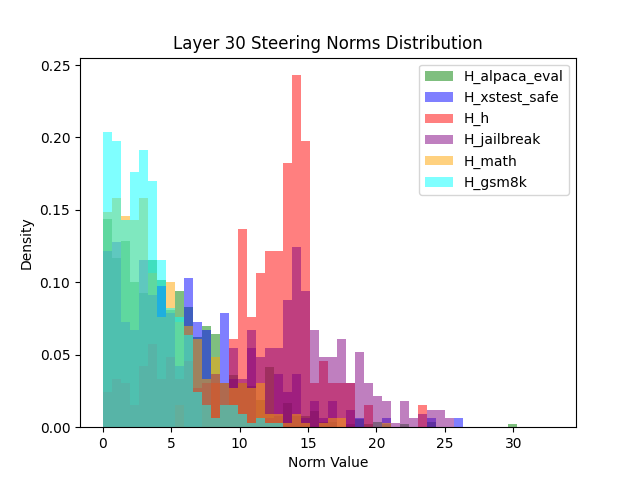 Layer 30 Steering Norms Distribution
0.25
0.20
0.15
0.10
0.05
0.00
Density
H_alpaca_eval
H_xstest_safe
H_h
H_jailbreak
H_math
H_gsm8k
0 5 10 15 20 25 30
Norm Value